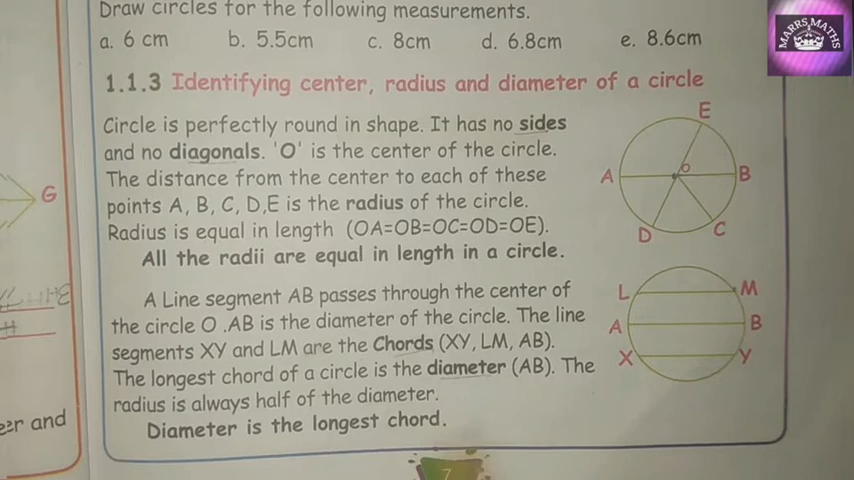 Draw circles for the following measurements.
a. 6 cm b. 5.5cm c. 8cm d. 6.8cm e. 8.6cm
1.1.3 Identifying center, radius and diameter of a circle
Circle is perfectly round in shape. It has no sides
and no diagonals. 'O' is the center of the circle.
The distance from the center to each of these
points A, B, C, D,E is the radius of the circle.
Radius is equal in length (OA=OB=OC=OD=OE).
All the radii are equal in length in a circle.
A Line segment AB passes through the center of
the circle O .AB is the diameter of the circle. The line
segments XY and LM are the Chords (XY, LM, AB).
The longest chord of a circle is the diameter (AB). The
radius is always half of the diameter.
Diameter is the longest chord.
E
A O B
D C
L M
A B
X Y
G
and
7
MARRS MATHS